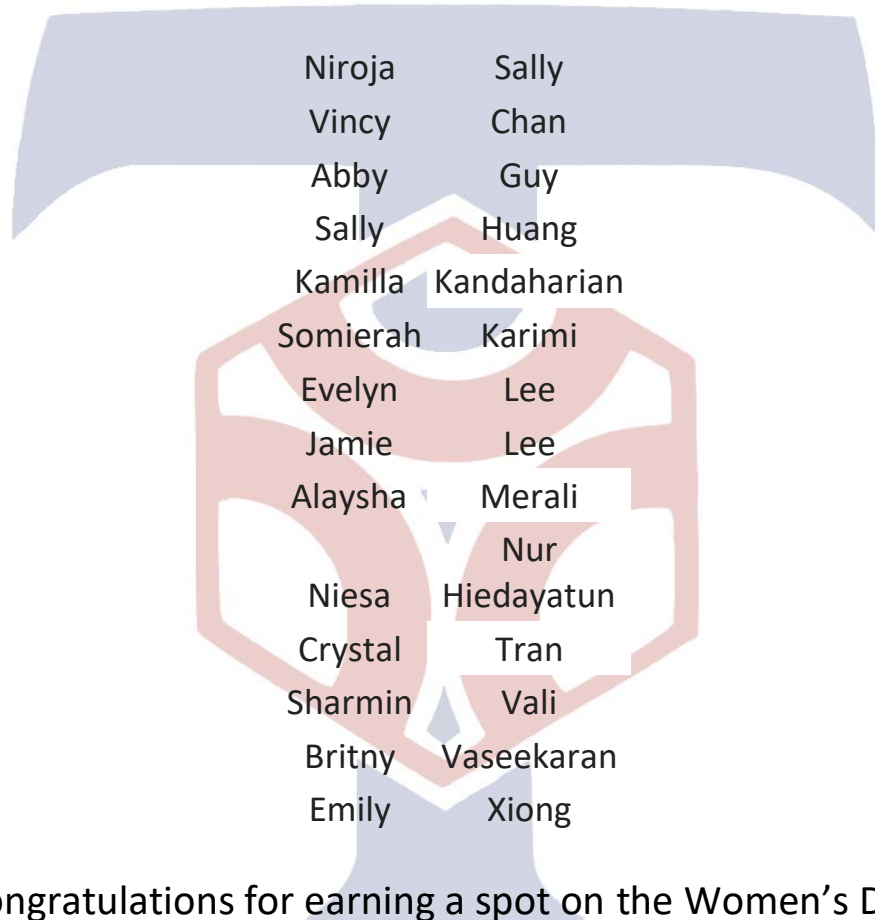 Niroja Sally
Vincy Chan
Abby Guy
Sally Huang
Kamilla Kandaharian
Somierah Karimi
Evelyn Lee
Jamie Lee
Alaysha Merali
Nur
Niesa Hiedayatun
Crystal Tran
Sharmin Vali
Britny Vaseekaran
Emily Xiong
ongratulations for earning a spot on the Women’s D